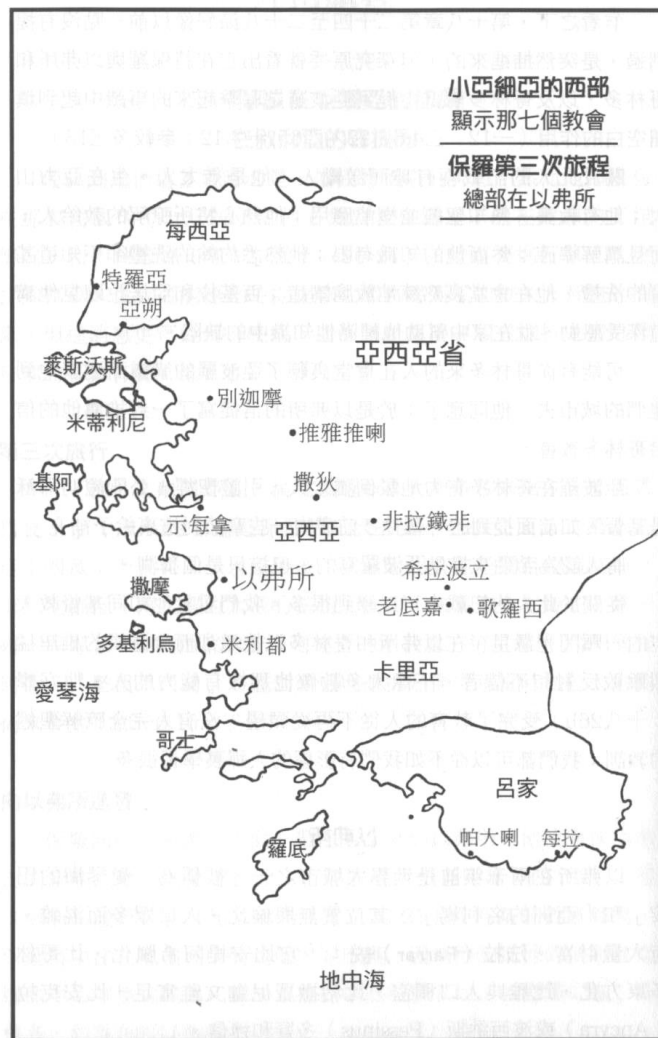 小亞細亞的西部
顯示那七個教會
保羅第三次旅程
總部在以弗所
每西亞
特羅亞
亞朔
亞西亞省
萊斯沃斯
別迦摩
米蒂利尼
推雅推喇
撒狄
基阿
示每拿
亞西亞
非拉鐵非
以弗所
希拉波立
撒摩
老底嘉
歌羅西
多基利烏
米利都
卡里亞
愛琴海
哥士
呂家
羅底
帕大喇 每拉
地中海